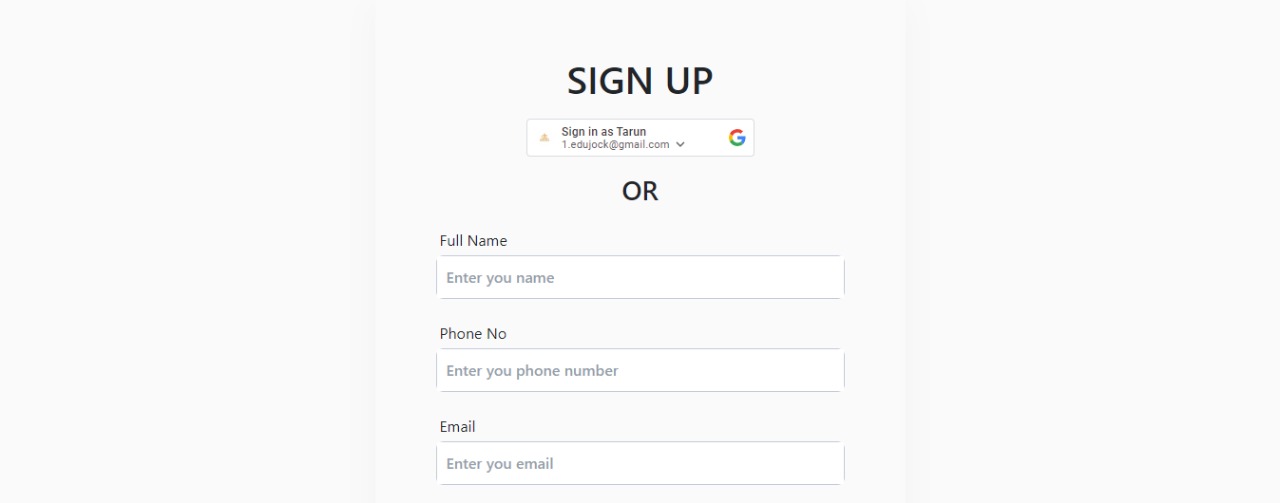 SIGN UP
Sign in as Tarun
1.edujock@gmail.com
OR
Full Name
Enter you name
Phone No
Enter you phone number
Email
Enter you email